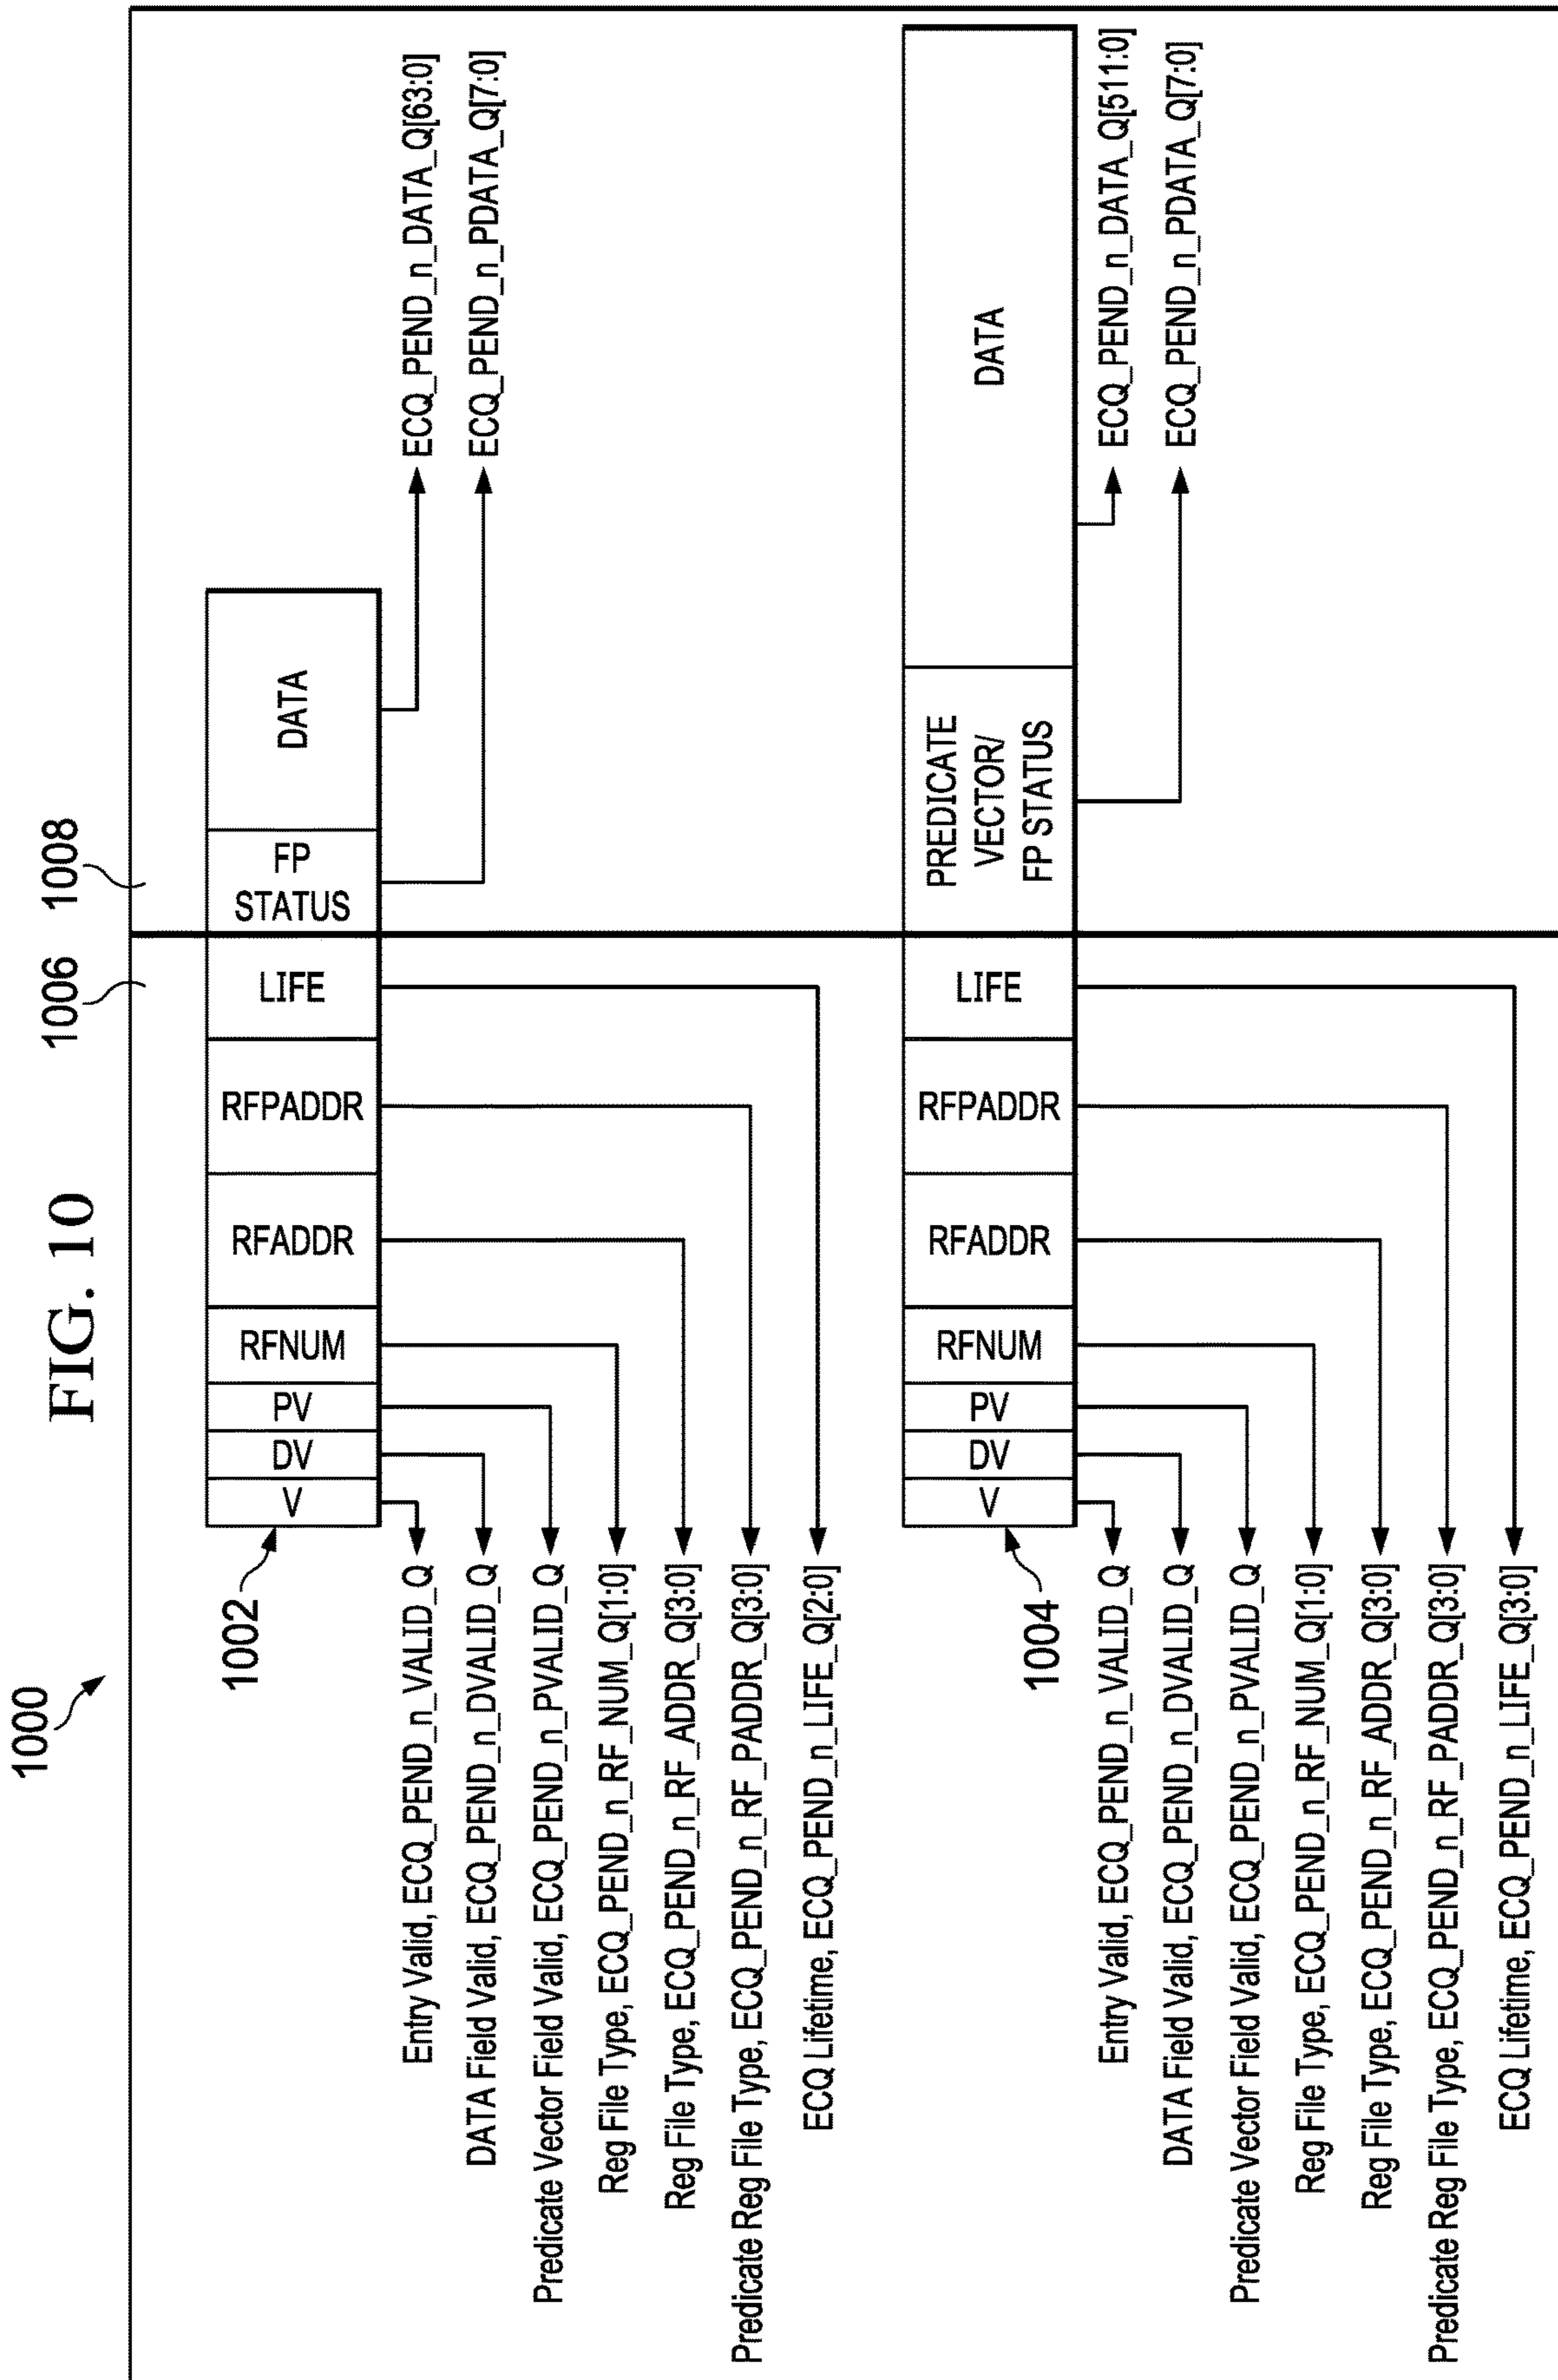 FIG. 10
1000
1006
1008
1002
V
DV
PV
RFNUM
RFADDR
RFPADDR
LIFE
FP
STATUS
DATA
Entry Valid, ECQ_PEND_n_VALID_Q
DATA Field Valid, ECQ_PEND_n_DVALID_Q
Predicate Vector Field Valid, ECQ_PEND_n_PVALID_Q
Reg File Type, ECQ_PEND_n_RF_NUM_Q[1:0]
Reg File Type, ECQ_PEND_n_RF_ADDR_Q[3:0]
Predicate Reg File Type, ECQ_PEND_n_RF_PADDR_Q[3:0]
ECQ Lifetime, ECQ_PEND_n_LIFE_Q[2:0]
ECQ_PEND_n_DATA_Q[63:0]
ECQ_PEND_n_PDATA_Q[7:0]
1004
V
DV
PV
RFNUM
RFADDR
RFPADDR
LIFE
PREDICATE
VECTOR/
FP STATUS
DATA
Entry Valid, ECQ_PEND_n_VALID_Q
DATA Field Valid, ECQ_PEND_n_DVALID_Q
Predicate Vector Field Valid, ECQ_PEND_n_PVALID_Q
Reg File Type, ECQ_PEND_n_RF_NUM_Q[1:0]
Reg File Type, ECQ_PEND_n_RF_ADDR_Q[3:0]
Predicate Reg File Type, ECQ_PEND_n_RF_PADDR_Q[3:0]
ECQ Lifetime, ECQ_PEND_n_LIFE_Q[3:0]
ECQ_PEND_n_DATA_Q[511:0]
ECQ_PEND_n_PDATA_Q[7:0]